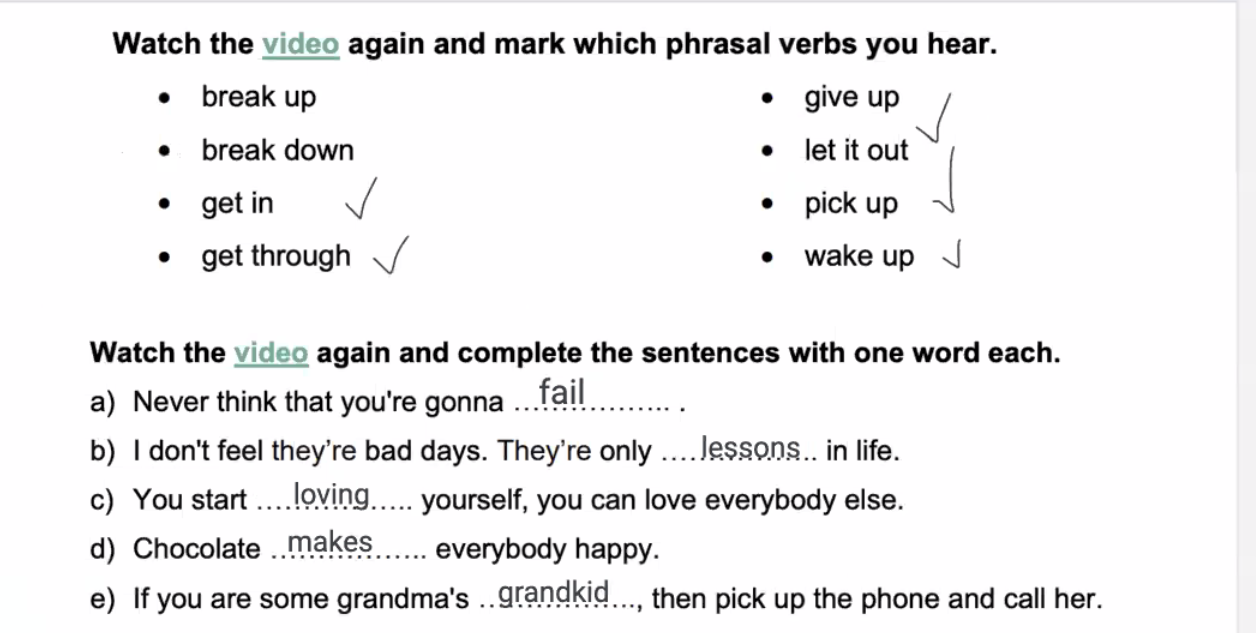 Watch the video again and mark which phrasal verbs you hear.
• break up
• break down
• get in ✓
• get through ✓
• give up ✓
• let it out
• pick up ✓
• wake up ✓
Watch the video again and complete the sentences with one word each.
a) Never think that you're gonna ...fail.......... .
b) I don't feel they’re bad days. They’re only ....lessons.. in life.
c) You start ....loving..... yourself, you can love everybody else.
d) Chocolate ..makes...... everybody happy.
e) If you are some grandma's ..grandkid..., then pick up the phone and call her.